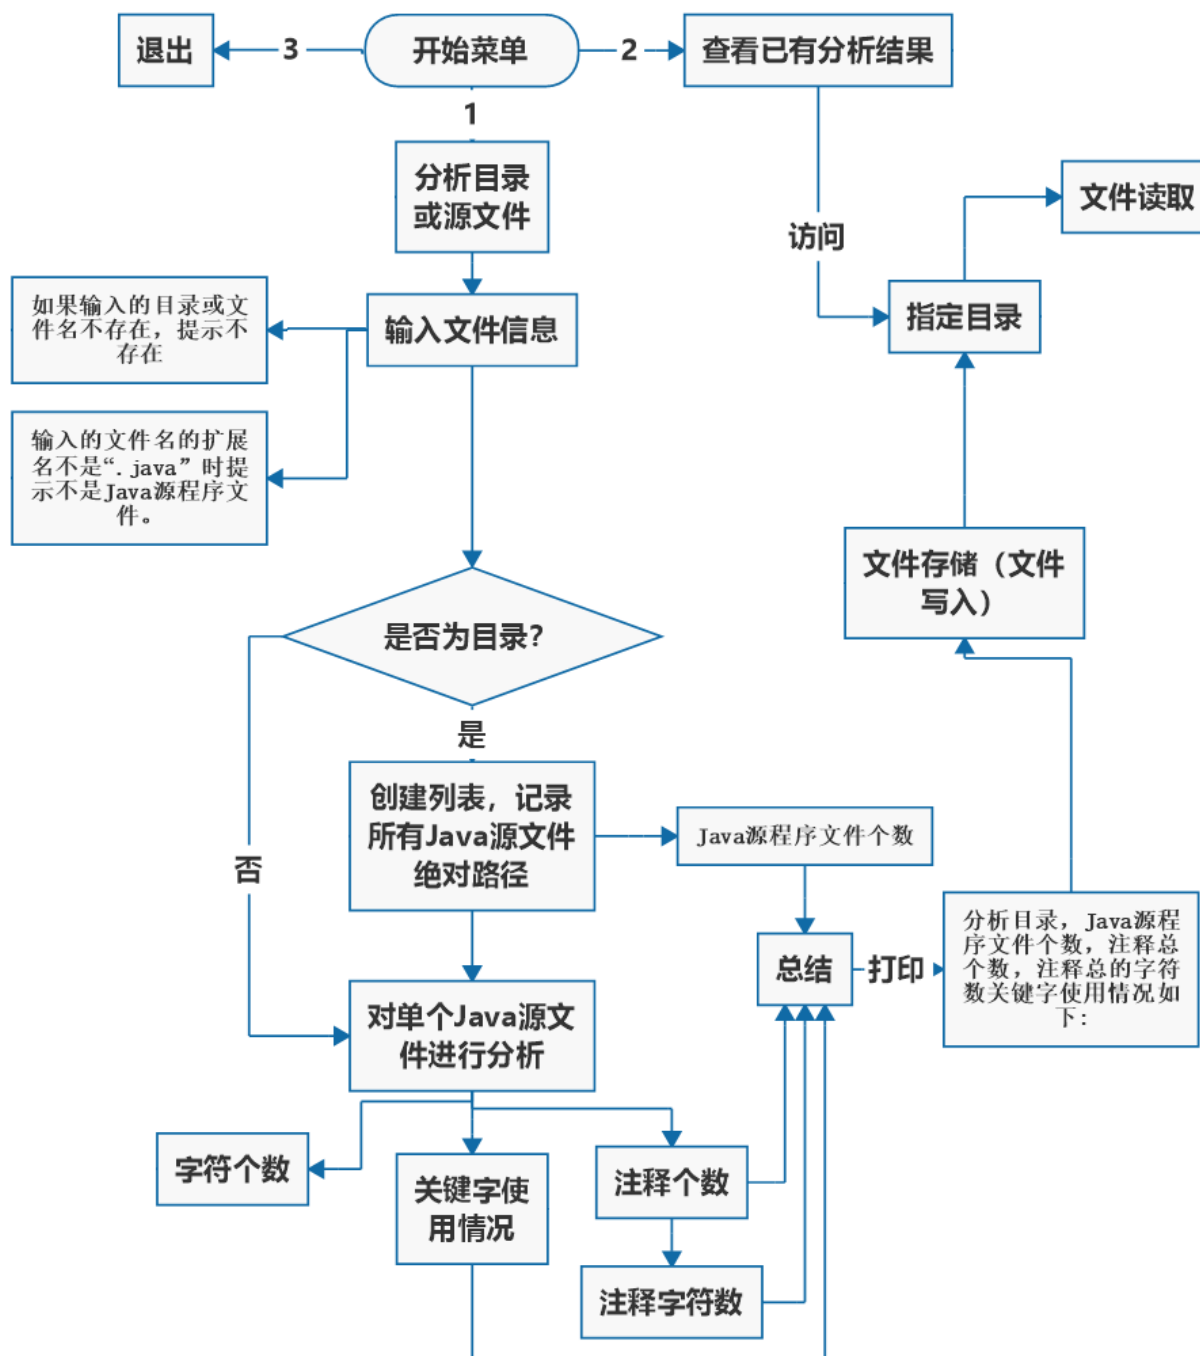 退出
3
开始菜单
2
查看已有分析结果
1
分析目录
或源文件
访问
文件读取
指定目录
如果输入的目录或文
件名不存在，提示不
存在
输入文件信息
输入的文件名的扩展
名不是“.java”时提
示不是Java源程序文
件。
文件存储（文件
写入）
是否为目录？
是
否
创建列表，记录
所有Java源文件
绝对路径
Java源程序文件个数
分析目录，Java源程
序文件个数，注释总
个数，注释总的字符
数关键字使用情况如
下：
总结
打印
对单个Java源文
件进行分析
字符个数
关键字使
用情况
注释个数
注释字符数